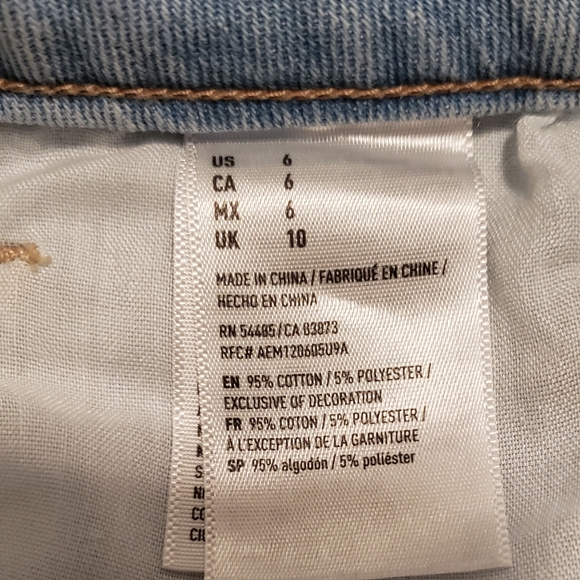 US 6
CA 6
MX 6
UK 10
MADE IN CHINA / FABRIQUÉ EN CHINE /
HECHO EN CHINA
RN 54485/CA 03873
RFC# AEM120605U9A
EN 95% COTTON / 5% POLYESTER /
EXCLUSIVE OF DECORATION
FR 95% COTON / 5% POLYESTER /
À L'EXCEPTION DE LA GARNITURE
SP 95% algodón / 5% poliéster